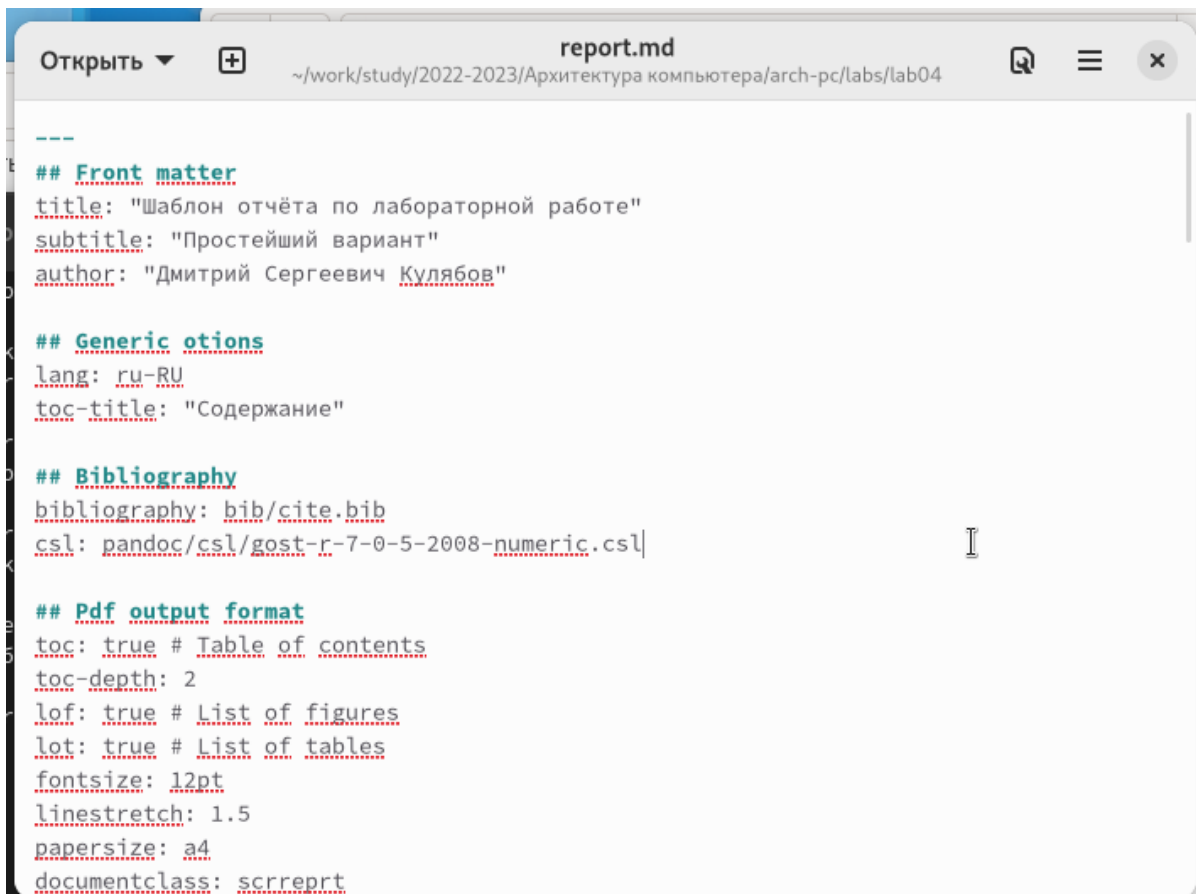 Открыть
report.md
~/work/study/2022-2023/Архитектура компьютера/arch-pc/labs/lab04
---
## Front matter
title: "Шаблон отчёта по лабораторной работе"
subtitle: "Простейший вариант"
author: "Дмитрий Сергеевич Кулябов"
## Generic otions
lang: ru-RU
toc-title: "Содержание"
## Bibliography
bibliography: bib/cite.bib
csl: pandoc/csl/gost-r-7-0-5-2008-numeric.csl
## Pdf output format
toc: true # Table of contents
toc-depth: 2
lof: true # List of figures
lot: true # List of tables
fontsize: 12pt
linestretch: 1.5
papersize: a4
documentclass: scrreprt